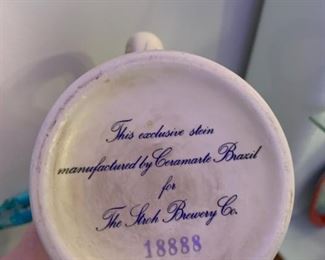 This exclusive stein
manufactured by Ceramarte Brazil
for
The Stroh Brewery Co.
18888